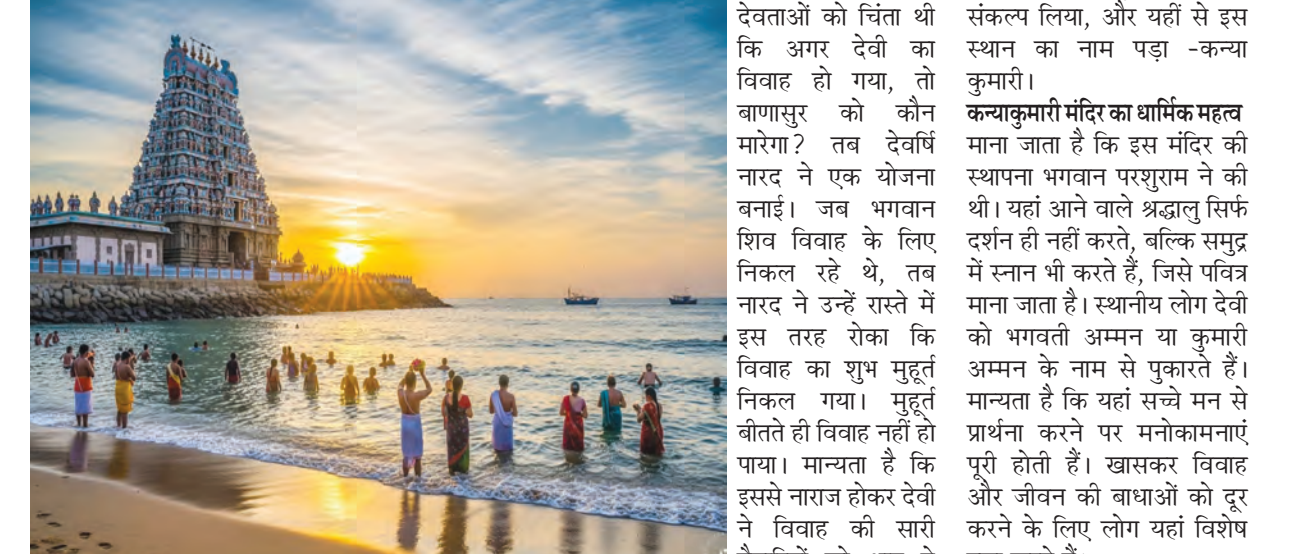 देवताओं को चिंता थी
कि अगर देवी का
विवाह हो गया, तो
बाणासुर को कौन
मारेगा? तब देवर्षि
नारद ने एक योजना
बनाई। जब भगवान
शिव विवाह के लिए
निकल रहे थे, तब
नारद ने उन्हें रास्ते में
इस तरह रोका कि
विवाह का शुभ मुहूर्त
निकल गया। मुहूर्त
बीतते ही विवाह नहीं हो
पाया। मान्यता है कि
इससे नाराज होकर देवी
ने विवाह की सारी
संकल्प लिया, और यहीं से इस
स्थान का नाम पड़ा -कन्या
कुमारी।
कन्याकुमारी मंदिर का धार्मिक महत्व
माना जाता है कि इस मंदिर की
स्थापना भगवान परशुराम ने की
थी। यहां आने वाले श्रद्धालु सिर्फ
दर्शन ही नहीं करते, बल्कि समुद्र
में स्नान भी करते हैं, जिसे पवित्र
माना जाता है। स्थानीय लोग देवी
को भगवती अम्मन या कुमारी
अम्मन के नाम से पुकारते हैं।
मान्यता है कि यहां सच्चे मन से
प्रार्थना करने पर मनोकामनाएं
पूरी होती हैं। खासकर विवाह
और जीवन की बाधाओं को दूर
करने के लिए लोग यहां विशेष